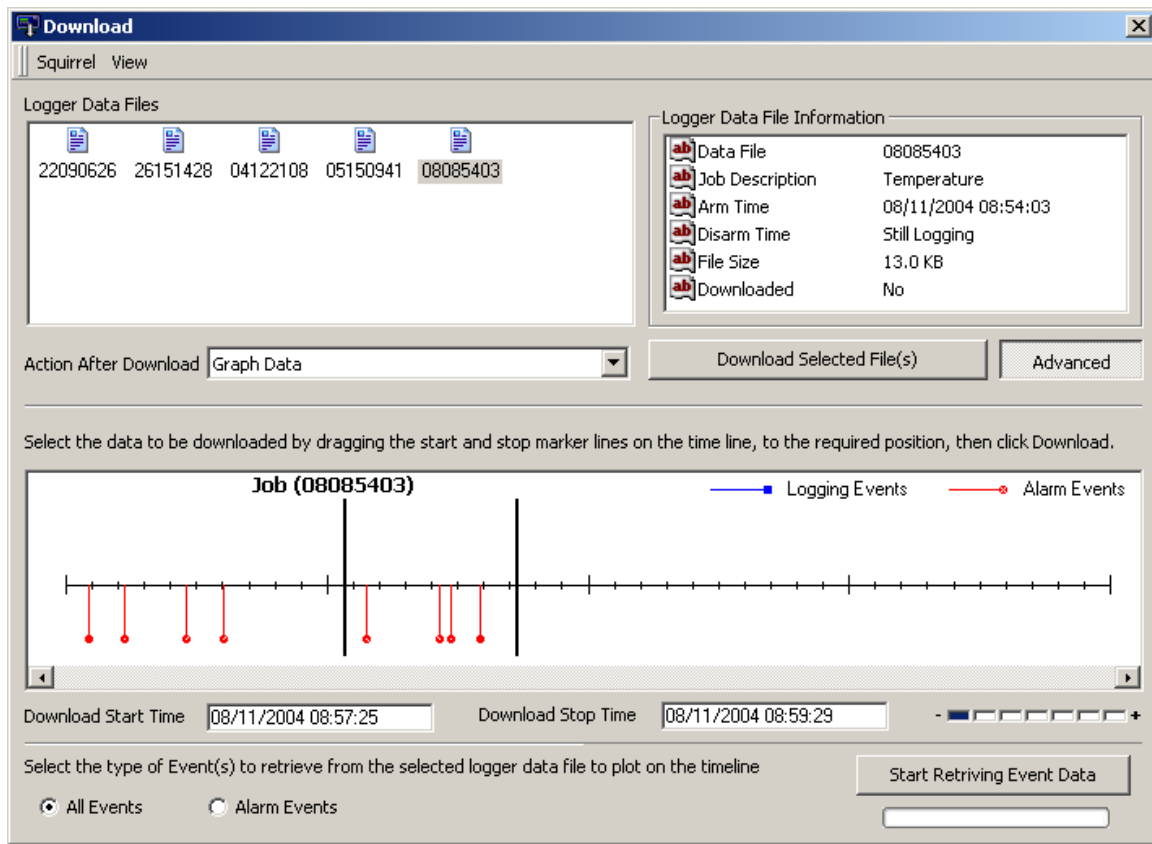 Download
Squirrel View
Logger Data Files
22090626 26151428 04122108 05150941 08085403
Logger Data File Information
ab Data File 08085403
ab Job Description Temperature
ab Arm Time 08/11/2004 08:54:03
ab Disarm Time Still Logging
ab File Size 13.0 KB
ab Downloaded No
Action After Download Graph Data
Download Selected File(s) Advanced
Select the data to be downloaded by dragging the start and stop marker lines on the time line, to the required position, then click Download.
Job (08085403)
Logging Events Alarm Events
Download Start Time 08/11/2004 08:57:25 Download Stop Time 08/11/2004 08:59:29 - +
Select the type of Event(s) to retrieve from the selected logger data file to plot on the timeline
Start Retriving Event Data
All Events Alarm Events